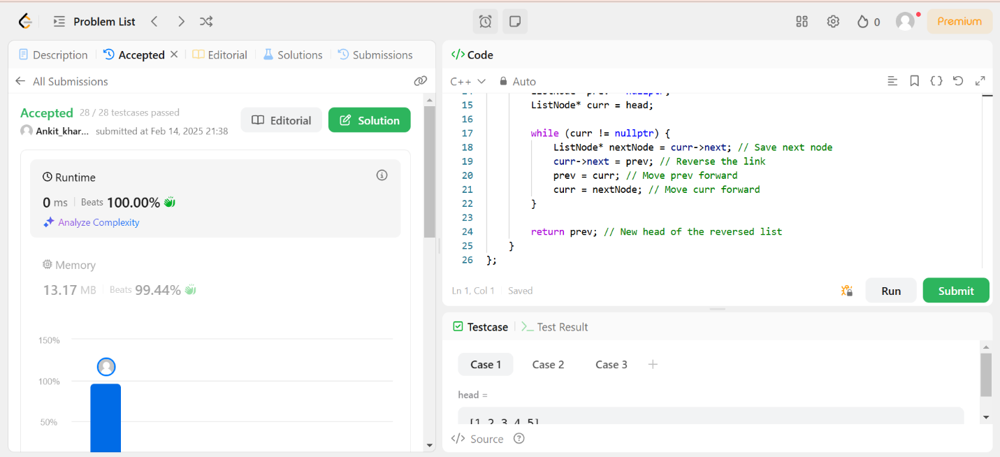 Problem List
0
Premium
Description
Accepted
Editorial
Solutions
Submissions
All Submissions
Accepted 28 / 28 testcases passed
Ankit_khar... submitted at Feb 14, 2025 21:38
Editorial
Solution
Runtime
0 ms Beats 100.00%
Analyze Complexity
Memory
13.17 MB Beats 99.44%
150%
100%
50%
</> Code
C++ Auto
14 ListNode* prev = nullptr;
15 ListNode* curr = head;
16
17 while (curr != nullptr) {
18 ListNode* nextNode = curr->next; // Save next node
19 curr->next = prev; // Reverse the link
20 prev = curr; // Move prev forward
21 curr = nextNode; // Move curr forward
22 }
23
24 return prev; // New head of the reversed list
25 }
26 };
Ln 1, Col 1 Saved
Run
Submit
Testcase
Test Result
Case 1 Case 2 Case 3 +
head =
[1,2,3,4,5]
</> Source